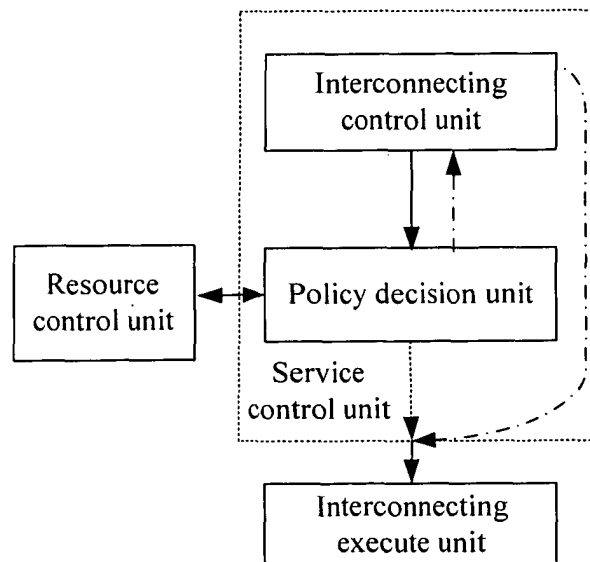 Interconnecting
control unit
Resource
control unit
Policy decision unit
Service
control unit
Interconnecting
execute unit